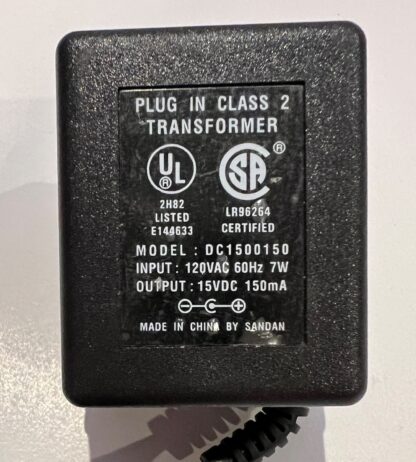 PLUG IN CLASS 2
TRANSFORMER
UL ®
SA ®
2H82
LISTED
E144633
LR96264
CERTIFIED
MODEL : DC1500150
INPUT : 120VAC 60Hz 7W
OUTPUT : 15VDC 150mA
MADE IN CHINA BY SANDAN